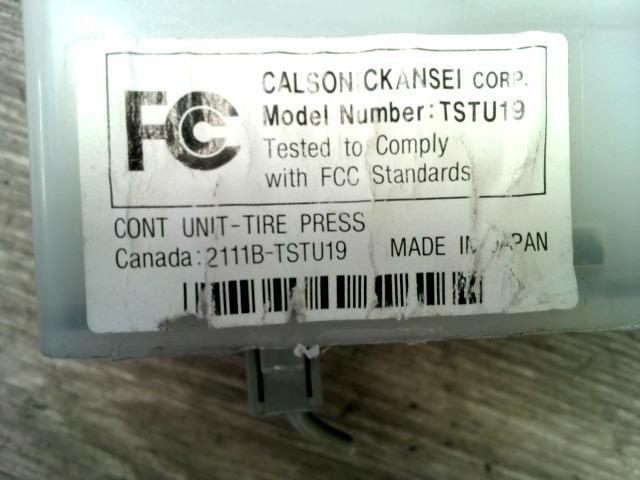 FC
CALSONICKANSEI CORP.
Model Number: TSTU19
Tested to Comply
with FCC Standards
CONT UNIT-TIRE PRESS
Canada: 2111B-TSTU19 MADE IN JAPAN